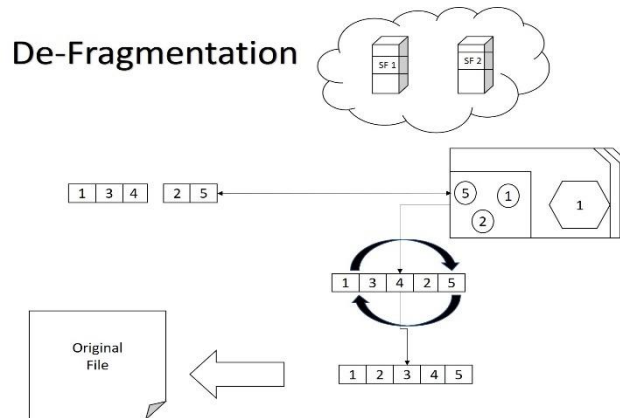 De-Fragmentation
SF 1
SF 2
1 3 4 2 5
5 1
2
1
1 3 4 2 5
Original
File
1 2 3 4 5